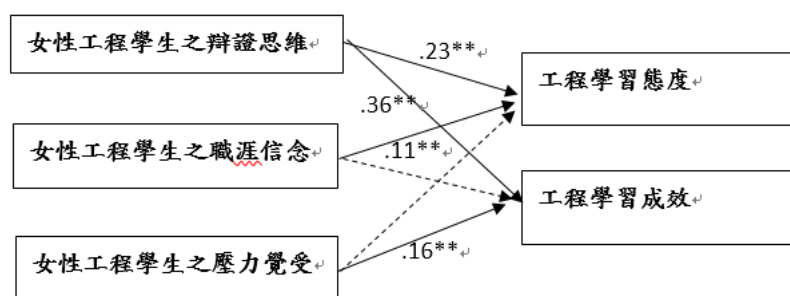 女性工程學生之辯證思維
.23**
工程學習態度
.36**
女性工程學生之職涯信念
.11**
工程學習成效
女性工程學生之壓力覺受
.16**